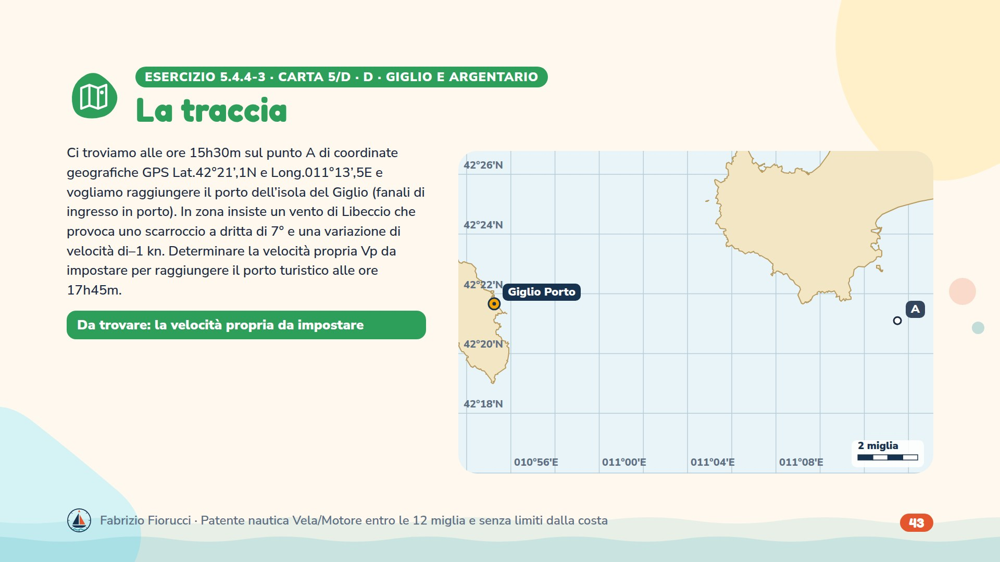 ESERCIZIO 5.4.4-3 · CARTA 5/D · D · GIGLIO E ARGENTARIO
La traccia
Ci troviamo alle ore 15h30m sul punto A di coordinate
geografiche GPS Lat.42°21’,1N e Long.011°13’,5E e
vogliamo raggiungere il porto dell’isola del Giglio (fanali di
ingresso in porto). In zona insiste un vento di Libeccio che
provoca uno scarroccio a dritta di 7° e una variazione di
velocità di–1 kn. Determinare la velocità propria Vp da
impostare per raggiungere il porto turistico alle ore
17h45m.
Da trovare: la velocità propria da impostare
42°26'N
42°24'N
42°22'N
Giglio Porto
A
42°20'N
42°18'N
2 miglia
010°56'E
011°00'E
011°04'E
011°08'E
Fabrizio Fiorucci · Patente nautica Vela/Motore entro le 12 miglia e senza limiti dalla costa
43